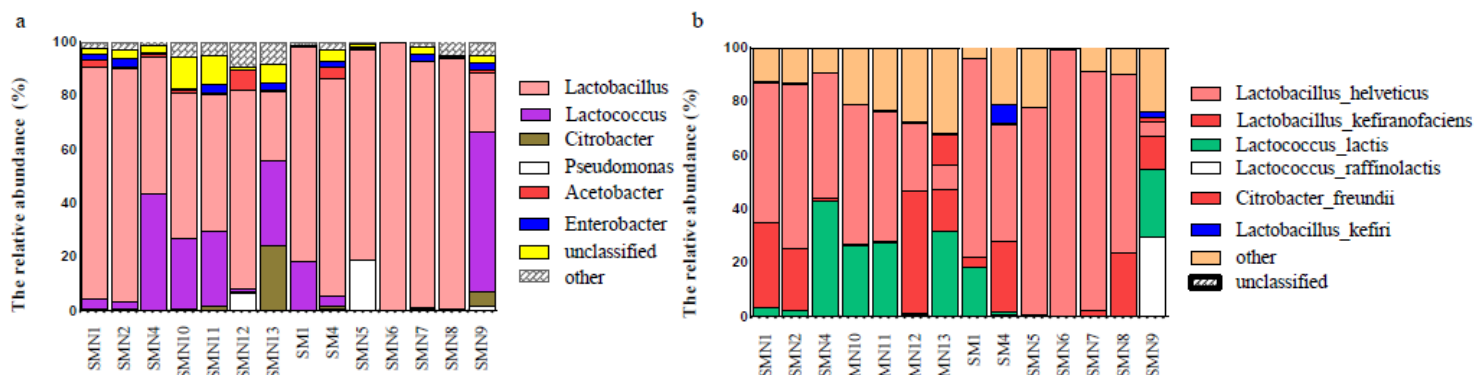 a
The relative abundance (%)
100
80
60
40
20
0
SMN1
SMN2
SMN4
SMN10
SMN11
SMN12
SMN13
SM1
SM4
SMN5
SMN6
SMN7
SMN8
SMN9
Lactobacillus
Lactococcus
Citrobacter
Pseudomonas
Acetobacter
Enterobacter
unclassified
other
b
The relative abundance (%)
100
80
60
40
20
0
SMN1
SMN2
SMN4
SMN10
SMN11
SMN12
SMN13
SM1
SM4
SMN5
SMN6
SMN7
SMN8
SMN9
Lactobacillus_helveticus
Lactobacillus_kefiranofaciens
Lactococcus_lactis
Lactococcus_raffinolactis
Citrobacter_freundii
Lactobacillus_kefiri
other
unclassified